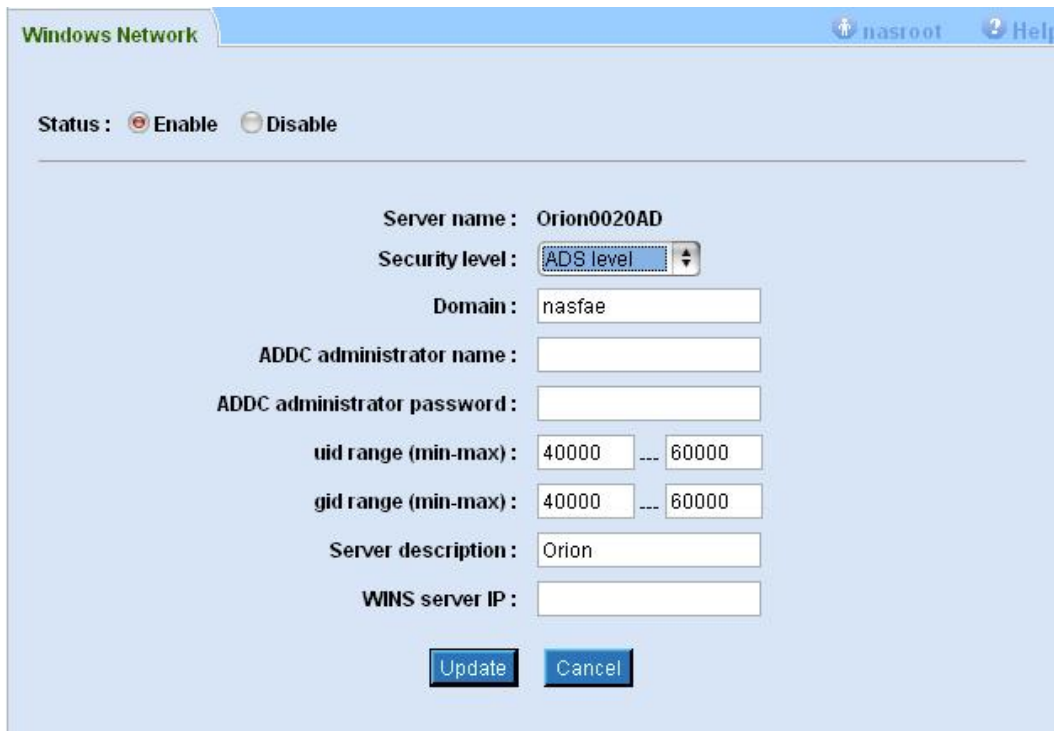 Windows Network nasroot Help
Status : Enable Disable
Server name : Orion0020AD
Security level : ADS level
Domain : nasfae
ADDC administrator name :
ADDC administrator password :
uid range (min-max) : 40000 ... 60000
gid range (min-max) : 40000 ... 60000
Server description : Orion
WINS server IP :
Update Cancel